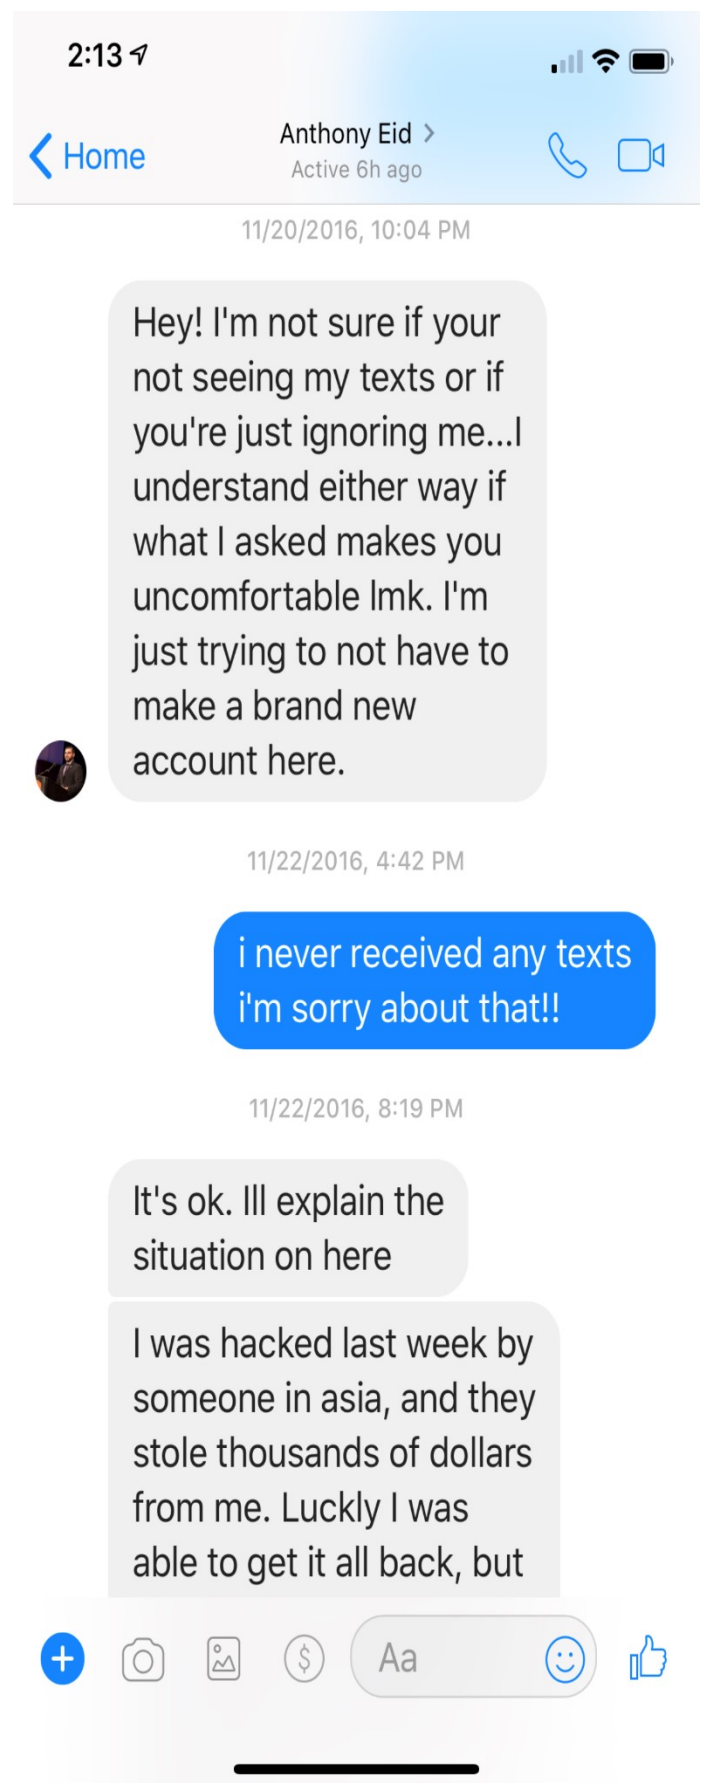 2:13
Home
Anthony Eid
Active 6h ago
11/20/2016, 10:04 PM
Hey! I'm not sure if your
not seeing my texts or if
you're just ignoring me...I
understand either way if
what I asked makes you
uncomfortable lmk. I'm
just trying to not have to
make a brand new
account here.
11/22/2016, 4:42 PM
i never received any texts
i'm sorry about that!!
11/22/2016, 8:19 PM
It's ok. Ill explain the
situation on here
I was hacked last week by
someone in asia, and they
stole thousands of dollars
from me. Luckly I was
able to get it all back, but
Aa